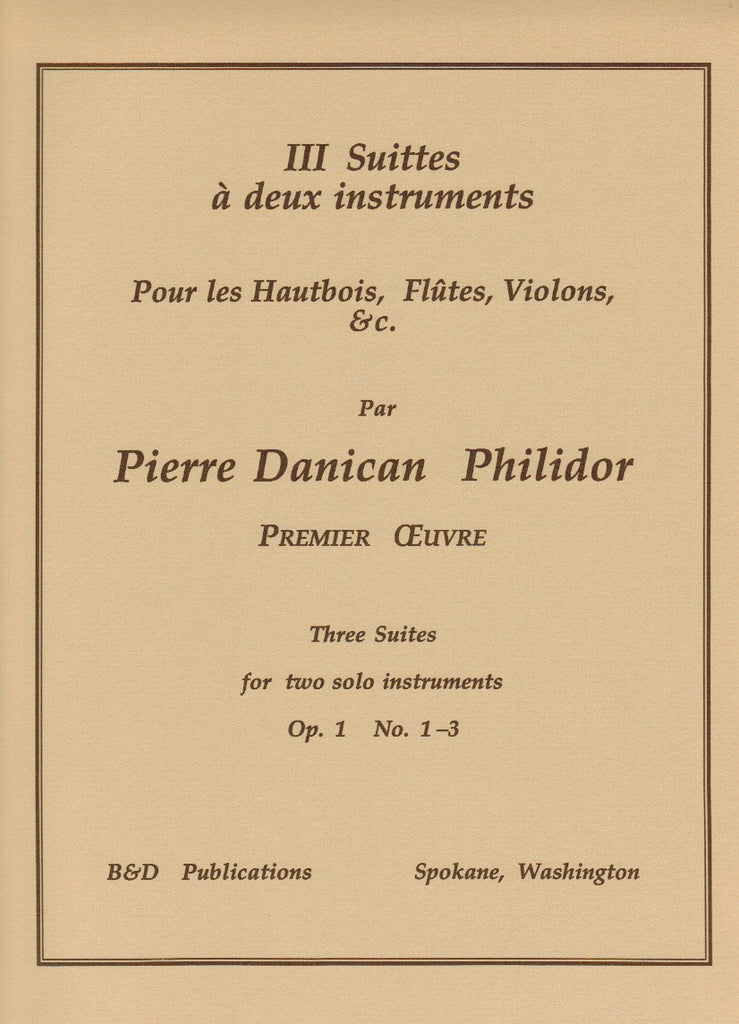 III Suittes
à deux instruments
Pour les Hautbois, Flûtes, Violons,
&c.
Par
Pierre Danican Philidor
PREMIER ŒUVRE
Three Suites
for two solo instruments
Op. 1 No. 1–3
B&D Publications Spokane, Washington